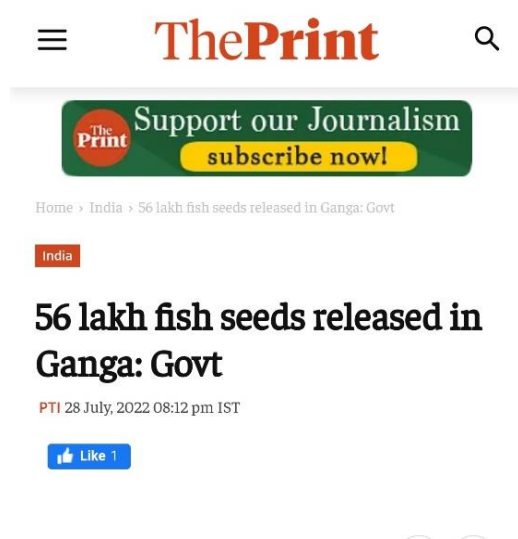 ThePrint
The
Print
Support our Journalism
subscribe now!
Home › India › 56 lakh fish seeds released in Ganga: Govt
India
56 lakh fish seeds released in
Ganga: Govt
PTI 28 July, 2022 08:12 pm IST
Like 1